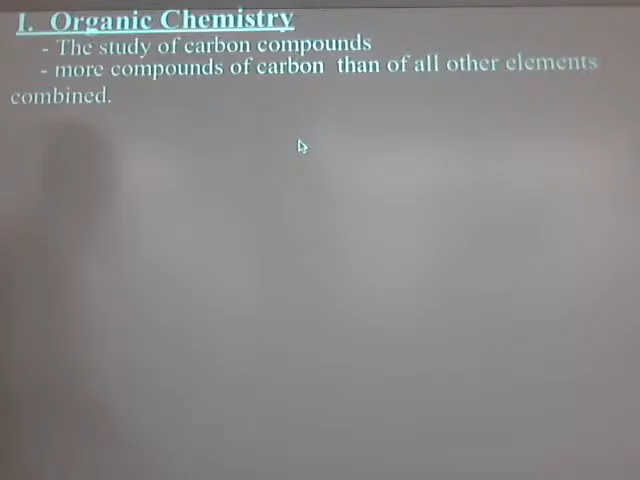 I. Organic Chemistry
- The study of carbon compounds
- more compounds of carbon than of all other elements
combined.